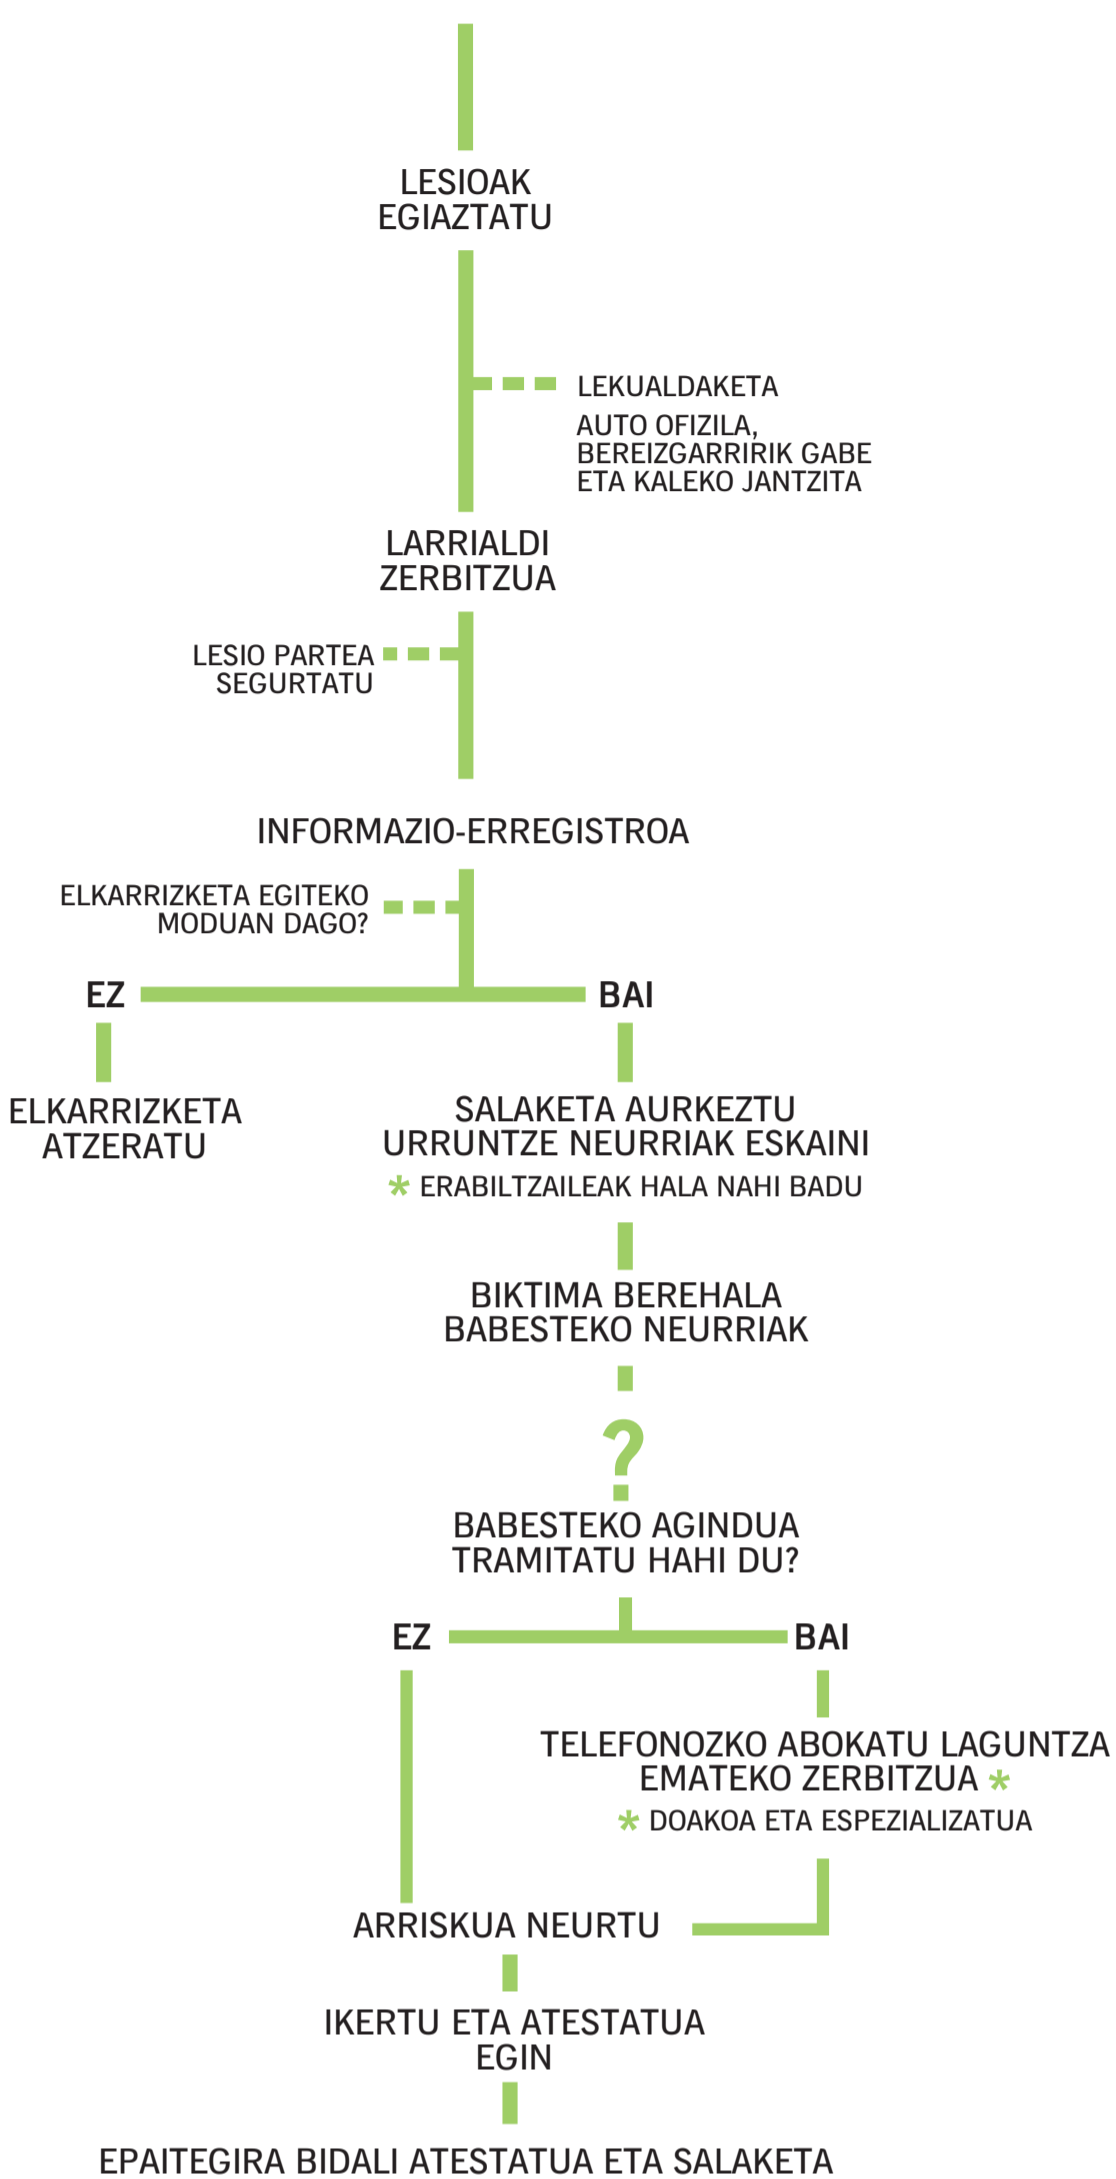 LESIOAK
EGIAZTATU
LEKUALDAKETA
AUTO OFIZILA,
BEREIZGARRIRIK GABE
ETA KALEKO JANTZITA
LARRIALDI
ZERBITZUA
LESIO PARTEA
SEGURTATU
INFORMAZIO-ERREGISTROA
ELKARRIZKETA EGITEKO
MODUAN DAGO?
EZ
BAI
ELKARRIZKETA
ATZERATU
SALAKETA AURKEZTU
URRUNTZE NEURRIAK ESKAINI
* ERABILTZAILEAK HALA NAHI BADU
BIKTIMA BEREHALA
BABESTEKO NEURRIAK
?
BABESTEKO AGINDUA
TRAMITATU HAHI DU?
EZ
BAI
TELEFONOZKO ABOKATU LAGUNTZA
EMATEKO ZERBITZUA *
* DOAKOA ETA ESPEZIALIZATUA
ARRISKUA NEURTU
IKERTU ETA ATESTATUA
EGIN
EPAITEGIRA BIDALI ATESTATUA ETA SALAKETA